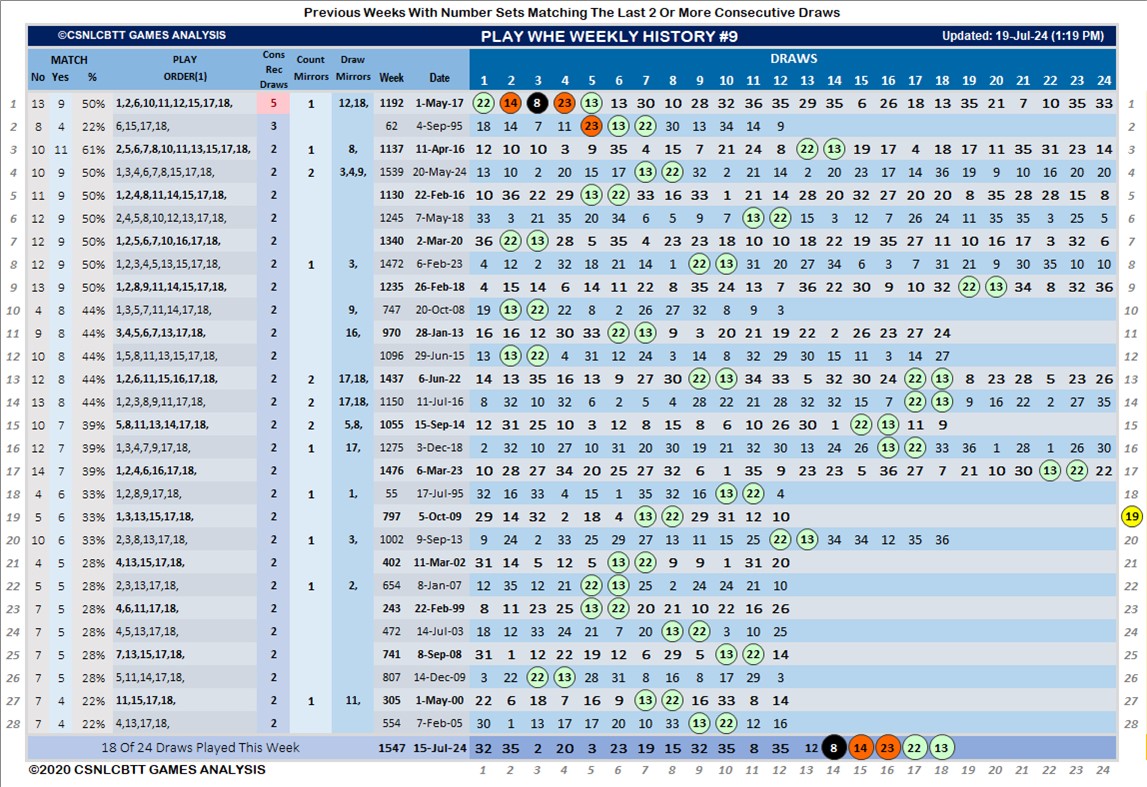 Previous Weeks With Number Sets Matching The Last 2 Or More Consecutive Draws
©CSNLCBTT GAMES ANALYSIS PLAY WHE WEEKLY HISTORY #9 Updated: 19-Jul-24 (1:19 PM)
MATCH PLAY Cons Count Draw DRAWS
No Yes % ORDER(1) Rec Draws Mirrors Mirrors Week Date 1 2 3 4 5 6 7 8 9 10 11 12 13 14 15 16 17 18 19 20 21 22 23 24
1 13 9 50% 1,2,6,10,11,12,15,17,18, 5 1 12,18, 1192 1-May-17 22 14 8 23 13 13 30 10 28 32 36 35 29 35 6 26 18 13 35 21 7 10 35 33 1
2 8 4 22% 6,15,17,18, 3 62 4-Sep-95 18 14 7 11 23 13 22 30 13 34 14 9 2
3 10 11 61% 2,5,6,7,8,10,11,13,15,17,18, 2 1 8, 1137 11-Apr-16 12 10 10 3 9 35 4 15 7 21 24 8 22 13 19 17 4 18 17 11 35 31 23 14 3
4 10 9 50% 1,3,4,6,7,8,15,17,18, 2 2 3,4,9, 1539 20-May-24 13 10 2 20 15 17 13 22 32 2 21 14 2 20 23 17 14 36 19 9 10 16 20 20 4
5 11 9 50% 1,2,4,8,11,14,15,17,18, 2 1130 22-Feb-16 10 36 22 29 13 22 33 16 33 1 21 14 28 20 32 27 20 20 8 35 28 28 15 8 5
6 12 9 50% 2,4,5,8,10,12,13,17,18, 2 1245 7-May-18 33 3 21 35 20 34 6 5 9 7 13 22 15 3 12 7 26 24 11 35 35 3 25 5 6
7 12 9 50% 1,2,5,6,7,10,16,17,18, 2 1340 2-Mar-20 36 22 13 28 5 35 4 23 23 18 10 10 18 22 19 35 27 11 10 16 17 3 32 6 7
8 12 9 50% 1,2,3,4,5,13,15,17,18, 2 1 3, 1472 6-Feb-23 4 12 2 32 18 21 14 1 22 13 31 20 27 34 6 3 7 31 21 9 30 35 10 10 8
9 13 9 50% 1,2,8,9,11,14,15,17,18, 2 1235 26-Feb-18 4 15 14 6 14 11 22 8 35 24 13 7 36 22 30 9 10 32 22 13 34 8 32 36 9
10 4 8 44% 1,3,5,7,11,14,17,18, 2 9, 747 20-Oct-08 19 13 22 22 8 2 26 27 32 8 9 3 10
11 9 8 44% 3,4,5,6,7,13,17,18, 2 16, 970 28-Jan-13 16 16 12 30 33 22 13 9 3 20 21 19 22 2 26 23 27 24 11
12 10 8 44% 1,5,8,11,13,15,17,18, 2 1096 29-Jun-15 13 13 22 4 31 12 24 3 14 8 32 29 30 15 11 3 14 27 12
13 12 8 44% 1,2,6,11,15,16,17,18, 2 2 17,18, 1437 6-Jun-22 14 13 35 16 13 9 27 30 22 13 34 33 5 32 30 24 22 13 8 23 28 5 23 26 13
14 13 8 44% 1,2,3,8,9,11,17,18, 2 2 17,18, 1150 11-Jul-16 8 32 10 32 6 2 5 4 28 22 21 28 32 32 15 7 22 13 9 16 22 2 27 35 14
15 10 7 39% 5,8,11,13,14,17,18, 2 2 5,8, 1055 15-Sep-14 12 31 25 10 3 12 8 15 8 6 10 26 30 1 22 13 11 9 15
16 12 7 39% 1,3,4,7,9,17,18, 2 1 17, 1275 3-Dec-18 2 32 10 27 10 31 20 30 19 21 32 30 13 24 26 13 22 33 36 1 28 1 26 30 16
17 14 7 39% 1,2,4,6,16,17,18, 2 1476 6-Mar-23 10 28 27 34 20 25 27 32 6 1 35 9 23 23 5 36 27 7 21 10 30 13 22 22 17
18 4 6 33% 1,2,8,9,17,18, 2 1 1, 55 17-Jul-95 32 16 33 4 15 1 35 32 16 13 22 4 18
19 5 6 33% 1,3,13,15,17,18, 2 797 5-Oct-09 29 14 32 2 18 4 13 22 29 31 12 10 19
20 10 6 33% 2,3,8,13,17,18, 2 1 3, 1002 9-Sep-13 9 24 2 33 25 29 27 13 11 15 25 22 13 34 34 12 35 36 20
21 4 5 28% 4,13,15,17,18, 2 402 11-Mar-02 31 14 5 12 5 13 22 9 9 1 31 20 21
22 12 5 28% 2,3,13,17,18, 2 1 2, 654 8-Jan-07 12 35 12 21 22 13 25 2 24 24 21 10 22
23 7 5 28% 4,6,11,17,18, 2 243 22-Feb-99 8 11 23 25 13 22 20 21 10 22 16 26 23
24 7 5 28% 4,5,13,17,18, 2 472 14-Jul-03 18 12 33 24 21 7 20 13 22 3 10 25 24
25 7 5 28% 7,13,15,17,18, 2 741 8-Sep-08 31 1 12 22 19 12 6 29 5 13 22 14 25
26 7 5 28% 5,11,14,17,18, 2 807 14-Dec-09 3 22 22 13 28 31 8 16 8 17 29 3 26
27 7 4 22% 11,15,17,18, 2 1 11, 305 1-May-00 22 6 18 7 16 9 13 22 16 33 8 14 27
28 7 4 22% 4,13,17,18, 2 554 7-Feb-05 30 1 13 17 17 20 10 33 13 22 12 16 28
18 Of 24 Draws Played This Week 1547 15-Jul-24 32 35 2 20 3 23 19 15 32 35 8 35 12 8 14 23 22 13
©2020 CSNLCBTT GAMES ANALYSIS 1 2 3 4 5 6 7 8 9 10 11 12 13 14 15 16 17 18 19 20 21 22 23 24